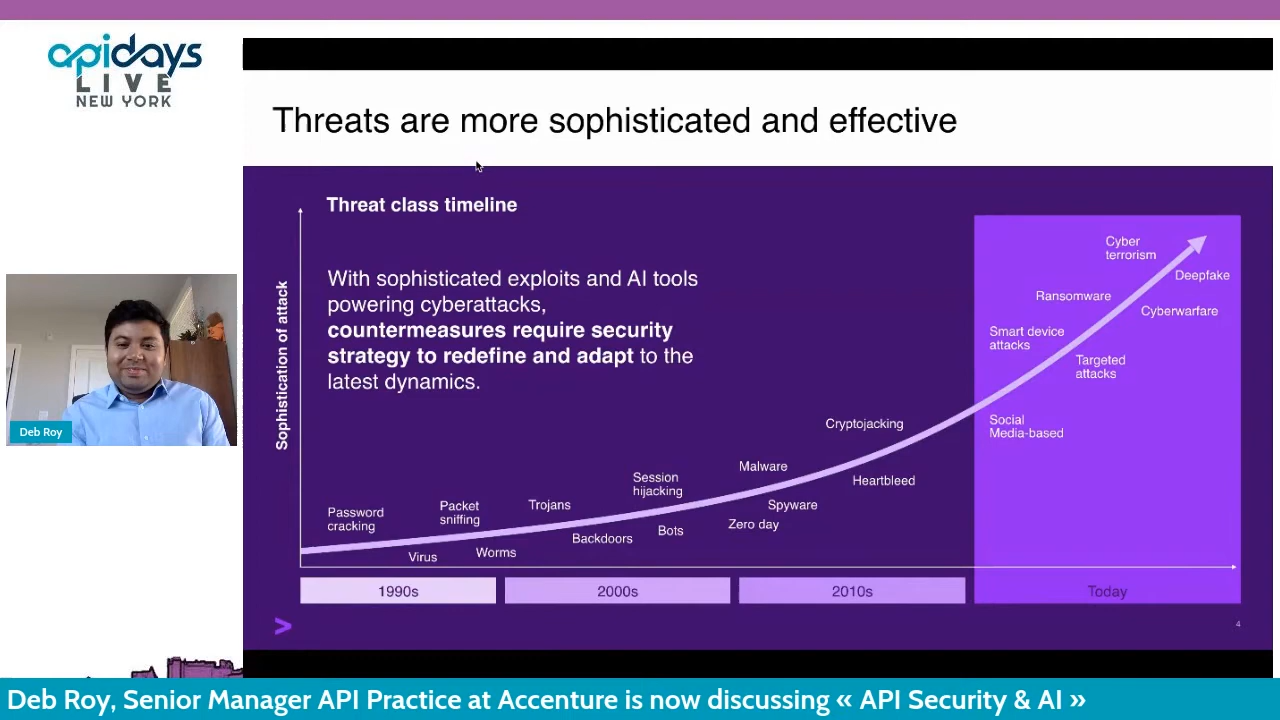 apidays
LIVE
NEW YORK
Threats are more sophisticated and effective
Threat class timeline
With sophisticated exploits and AI tools
powering cyberattacks,
countermeasures require security
strategy to redefine and adapt to the
latest dynamics.
Sophistication of attack
Password
cracking
Virus
Packet
sniffing
Worms
Trojans
Backdoors
Session
hijacking
Bots
Malware
Zero day
Spyware
Cryptojacking
Heartbleed
Social
Media-based
Smart device
attacks
Targeted
attacks
Ransomware
Cyber
terrorism
Deepfake
Cyberwarfare
1990s
2000s
2010s
Today
>
4
Deb Roy
Deb Roy, Senior Manager API Practice at Accenture is now discussing « API Security & AI »